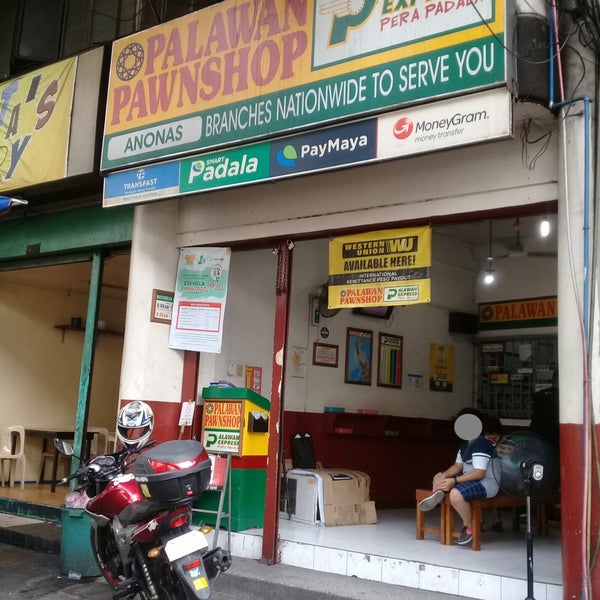 PALAWAN
PAWNSHOP
EXPRESS
PERA PADALA
ANONAS
BRANCHES NATIONWIDE TO SERVE YOU
TRANSFAST
SMART
Padala
PayMaya
MoneyGram
money transfer
WESTERN
UNION
WU
AVAILABLE HERE!
INTERNATIONAL
REMITTANCE PESO PAYOUT
PALAWAN
PAWNSHOP
PALAWAN
EXPRESS
PALAWAN
PALAWAN
PAWNSHOP
PALAWAN
EXPRESS